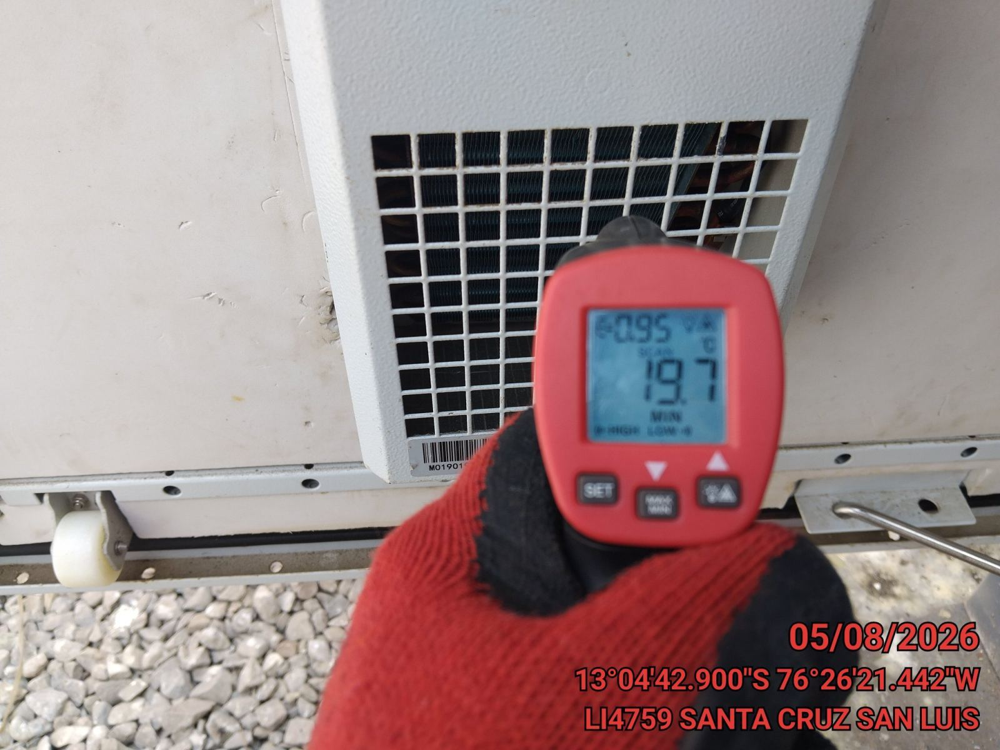 ε=0.95
°C
SCAN
19.7
MIN
HIGH LOW
SET
MAX
MIN
05/08/2026
13°04'42.900"S 76°26'21.442"W
LI4759 SANTA CRUZ SAN LUIS